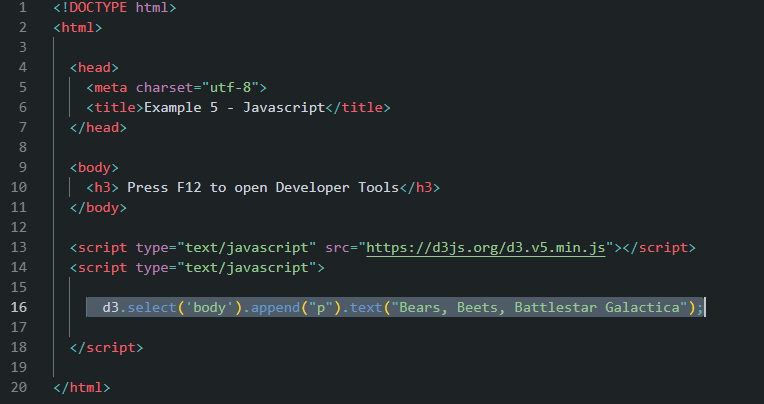 1 <!DOCTYPE html>
2 <html>
3
4 <head>
5 <meta charset="utf-8">
6 <title>Example 5 - Javascript</title>
7 </head>
8
9 <body>
10 <h3> Press F12 to open Developer Tools</h3>
11 </body>
12
13 <script type="text/javascript" src="https://d3js.org/d3.v5.min.js"></script>
14 <script type="text/javascript">
15
16 d3.select('body').append("p").text("Bears, Beets, Battlestar Galactica");
17
18 </script>
19
20 </html>